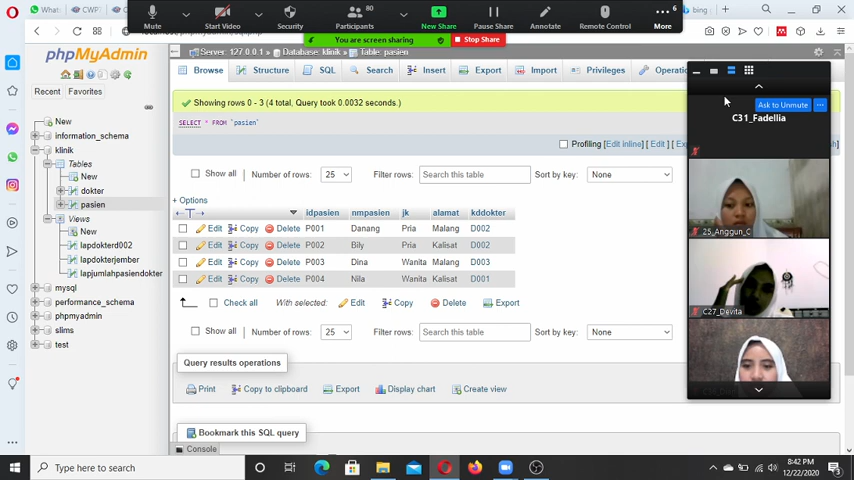 Mute Start Video Security Participants 80 New Share Pause Share Annotate Remote Control More 6
You are screen sharing Stop Share
CWP bing
phpMyAdmin
Server: 127.0.0.1 » Database: klinik » Table: pasien
Browse Structure SQL Search Insert Export Import Privileges Operati
Recent Favorites
Showing rows 0 - 3 (4 total, Query took 0.0032 seconds.)
SELECT * FROM "pasien"
Profiling [Edit inline] [ Edit ] [ Ex
Show all Number of rows: 25 Filter rows: Search this table Sort by key: None
New
information_schema
klinik
Tables
New
dokter
pasien
Views
New
lapdokterd002
lapdokterjember
lapjumlahpasiendokter
mysql
performance_schema
phpmyadmin
slims
test
+ Options
←T→ idpasien nmpasien jk alamat kddokter
Edit Copy Delete P001 Danang Pria Malang D002
Edit Copy Delete P002 Bily Pria Kalisat D002
Edit Copy Delete P003 Dina Wanita Malang D003
Edit Copy Delete P004 Nila Wanita Kalisat D001
Check all With selected: Edit Copy Delete Export
Show all Number of rows: 25 Filter rows: Search this table Sort by key: None
Query results operations
Print Copy to clipboard Export Display chart Create view
Bookmark this SQL query
Console
Ask to Unmute ...
C31_Fadellia
25_Anggun_C
C27_Devita
Type here to search
8:42 PM
12/22/2020
3